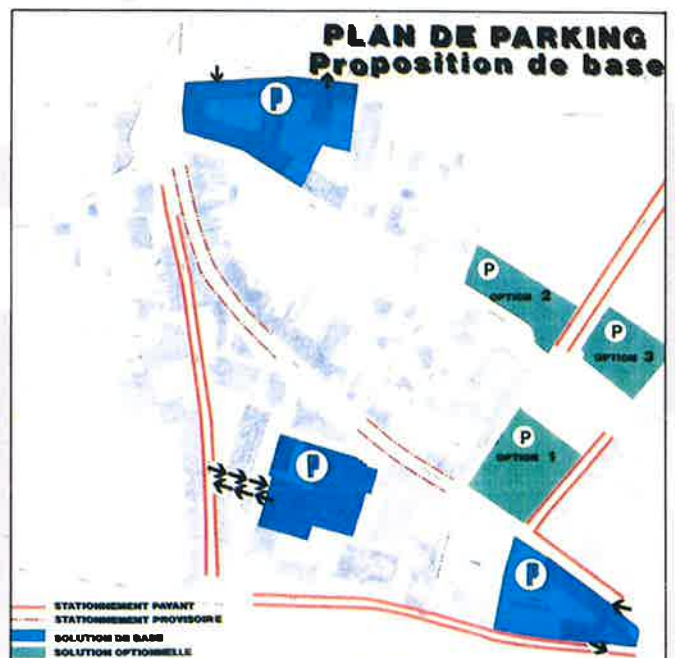 PLAN DE PARKING
Proposition de base
P
P
OPTION 2
P
OPTION 3
P
OPTION 1
P
P
STATIONNEMENT PAYANT
STATIONNEMENT PROVISOIRE
SOLUTION DE BASE
SOLUTION OPTIONNELLE